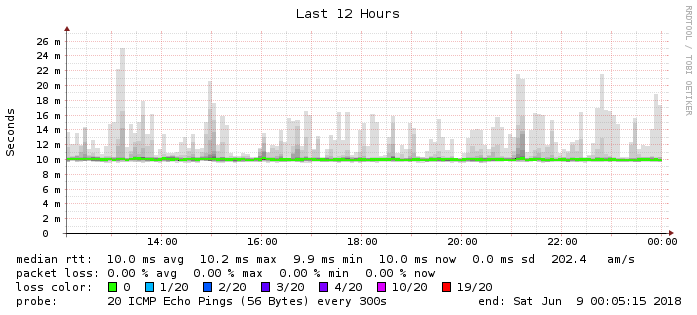 Last 12 Hours
RRDTOOL / TOBI OETIKER
Seconds
26 m
24 m
22 m
20 m
18 m
16 m
14 m
12 m
10 m
8 m
6 m
4 m
2 m
0
14:00 16:00 18:00 20:00 22:00 00:00
median rtt: 10.0 ms avg 10.2 ms max 9.9 ms min 10.0 ms now 0.0 ms sd 202.4 am/s
packet loss: 0.00 % avg 0.00 % max 0.00 % min 0.00 % now
loss color: 0 1/20 2/20 3/20 4/20 10/20 19/20
probe: 20 ICMP Echo Pings (56 Bytes) every 300s end: Sat Jun 9 00:05:15 2018